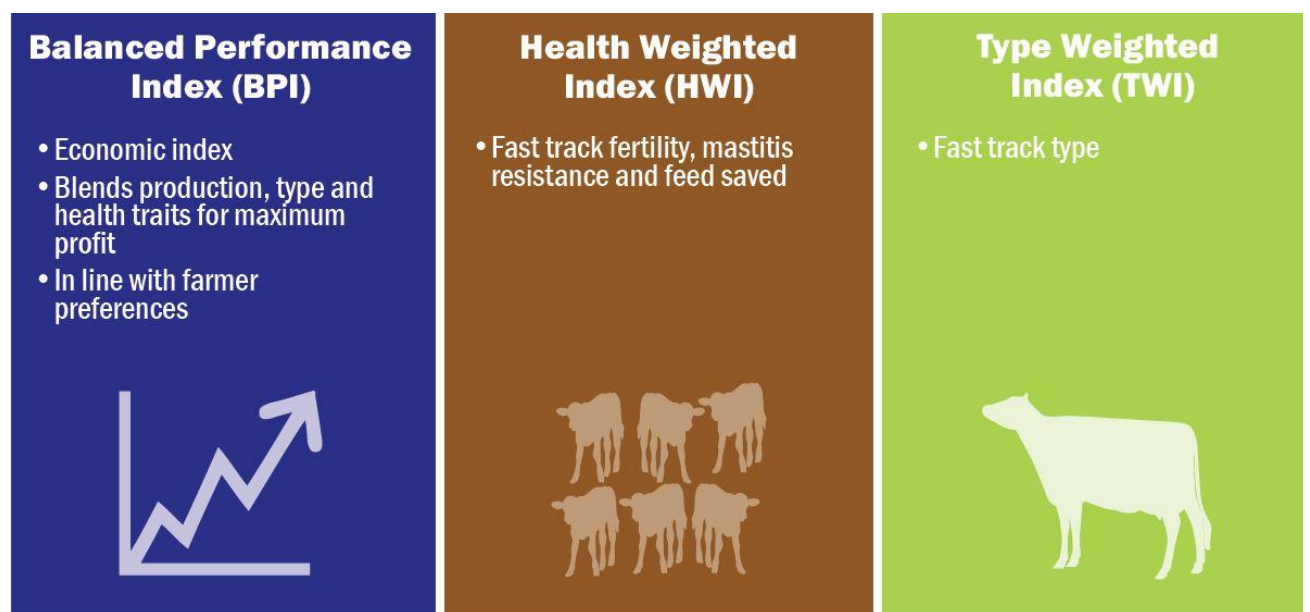 Balanced Performance
Index (BPI)
• Economic index
• Blends production, type and
health traits for maximum
profit
• In line with farmer
preferences
Health Weighted
Index (HWI)
• Fast track fertility, mastitis
resistance and feed saved
Type Weighted
Index (TWI)
• Fast track type